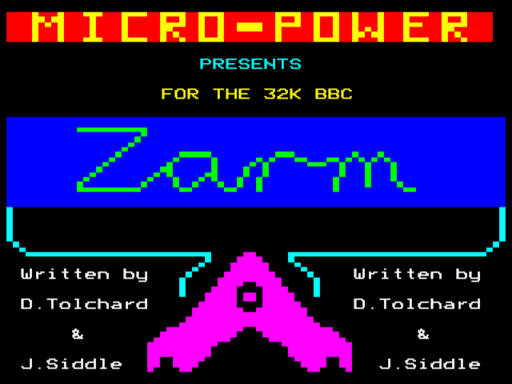 MICRO-POWER
PRESENTS
FOR THE 32K BBC
Zarm
Written by
D.Tolchard
&
J.Siddle
Written by
D.Tolchard
&
J.Siddle